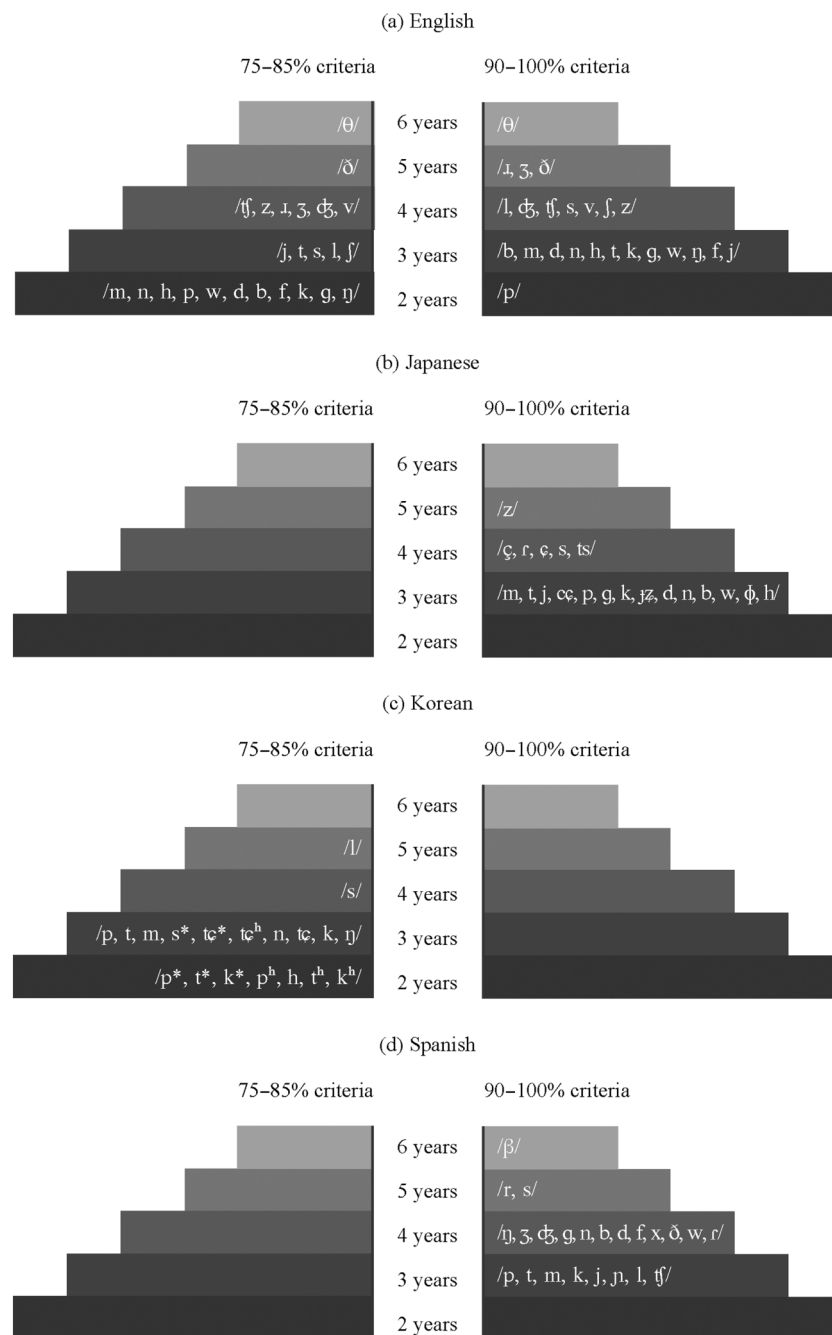 (a) English
75–85% criteria 90–100% criteria
/θ/ 6 years /θ/
/ð/ 5 years /ɹ, ʒ, ð/
/ʧ, z, ɹ, ʒ, ʤ, v/ 4 years /l, ʤ, ʧ, s, v, ʃ, z/
/j, t, s, l, ʃ/ 3 years /b, m, d, n, h, t, k, ɡ, w, ŋ, f, j/
/m, n, h, p, w, d, b, f, k, ɡ, ŋ/ 2 years /p/
(b) Japanese
75–85% criteria 90–100% criteria
6 years
5 years /z/
4 years /ç, ɾ, ɕ, s, ts/
3 years /m, t, j, cɕ, p, ɡ, k, ɟʑ, d, n, b, w, ɸ, h/
2 years
(c) Korean
75–85% criteria 90–100% criteria
6 years
/l/ 5 years
/s/ 4 years
/p, t, m, s*, tɕ*, tɕʰ, n, tɕ, k, ŋ/ 3 years
/p*, t*, k*, pʰ, h, tʰ, kʰ/ 2 years
(d) Spanish
75–85% criteria 90–100% criteria
6 years /β/
5 years /r, s/
4 years /ŋ, ʒ, ʤ, ɡ, n, b, d, f, x, ð, w, ɾ/
3 years /p, t, m, k, j, ɲ, l, ʧ/
2 years